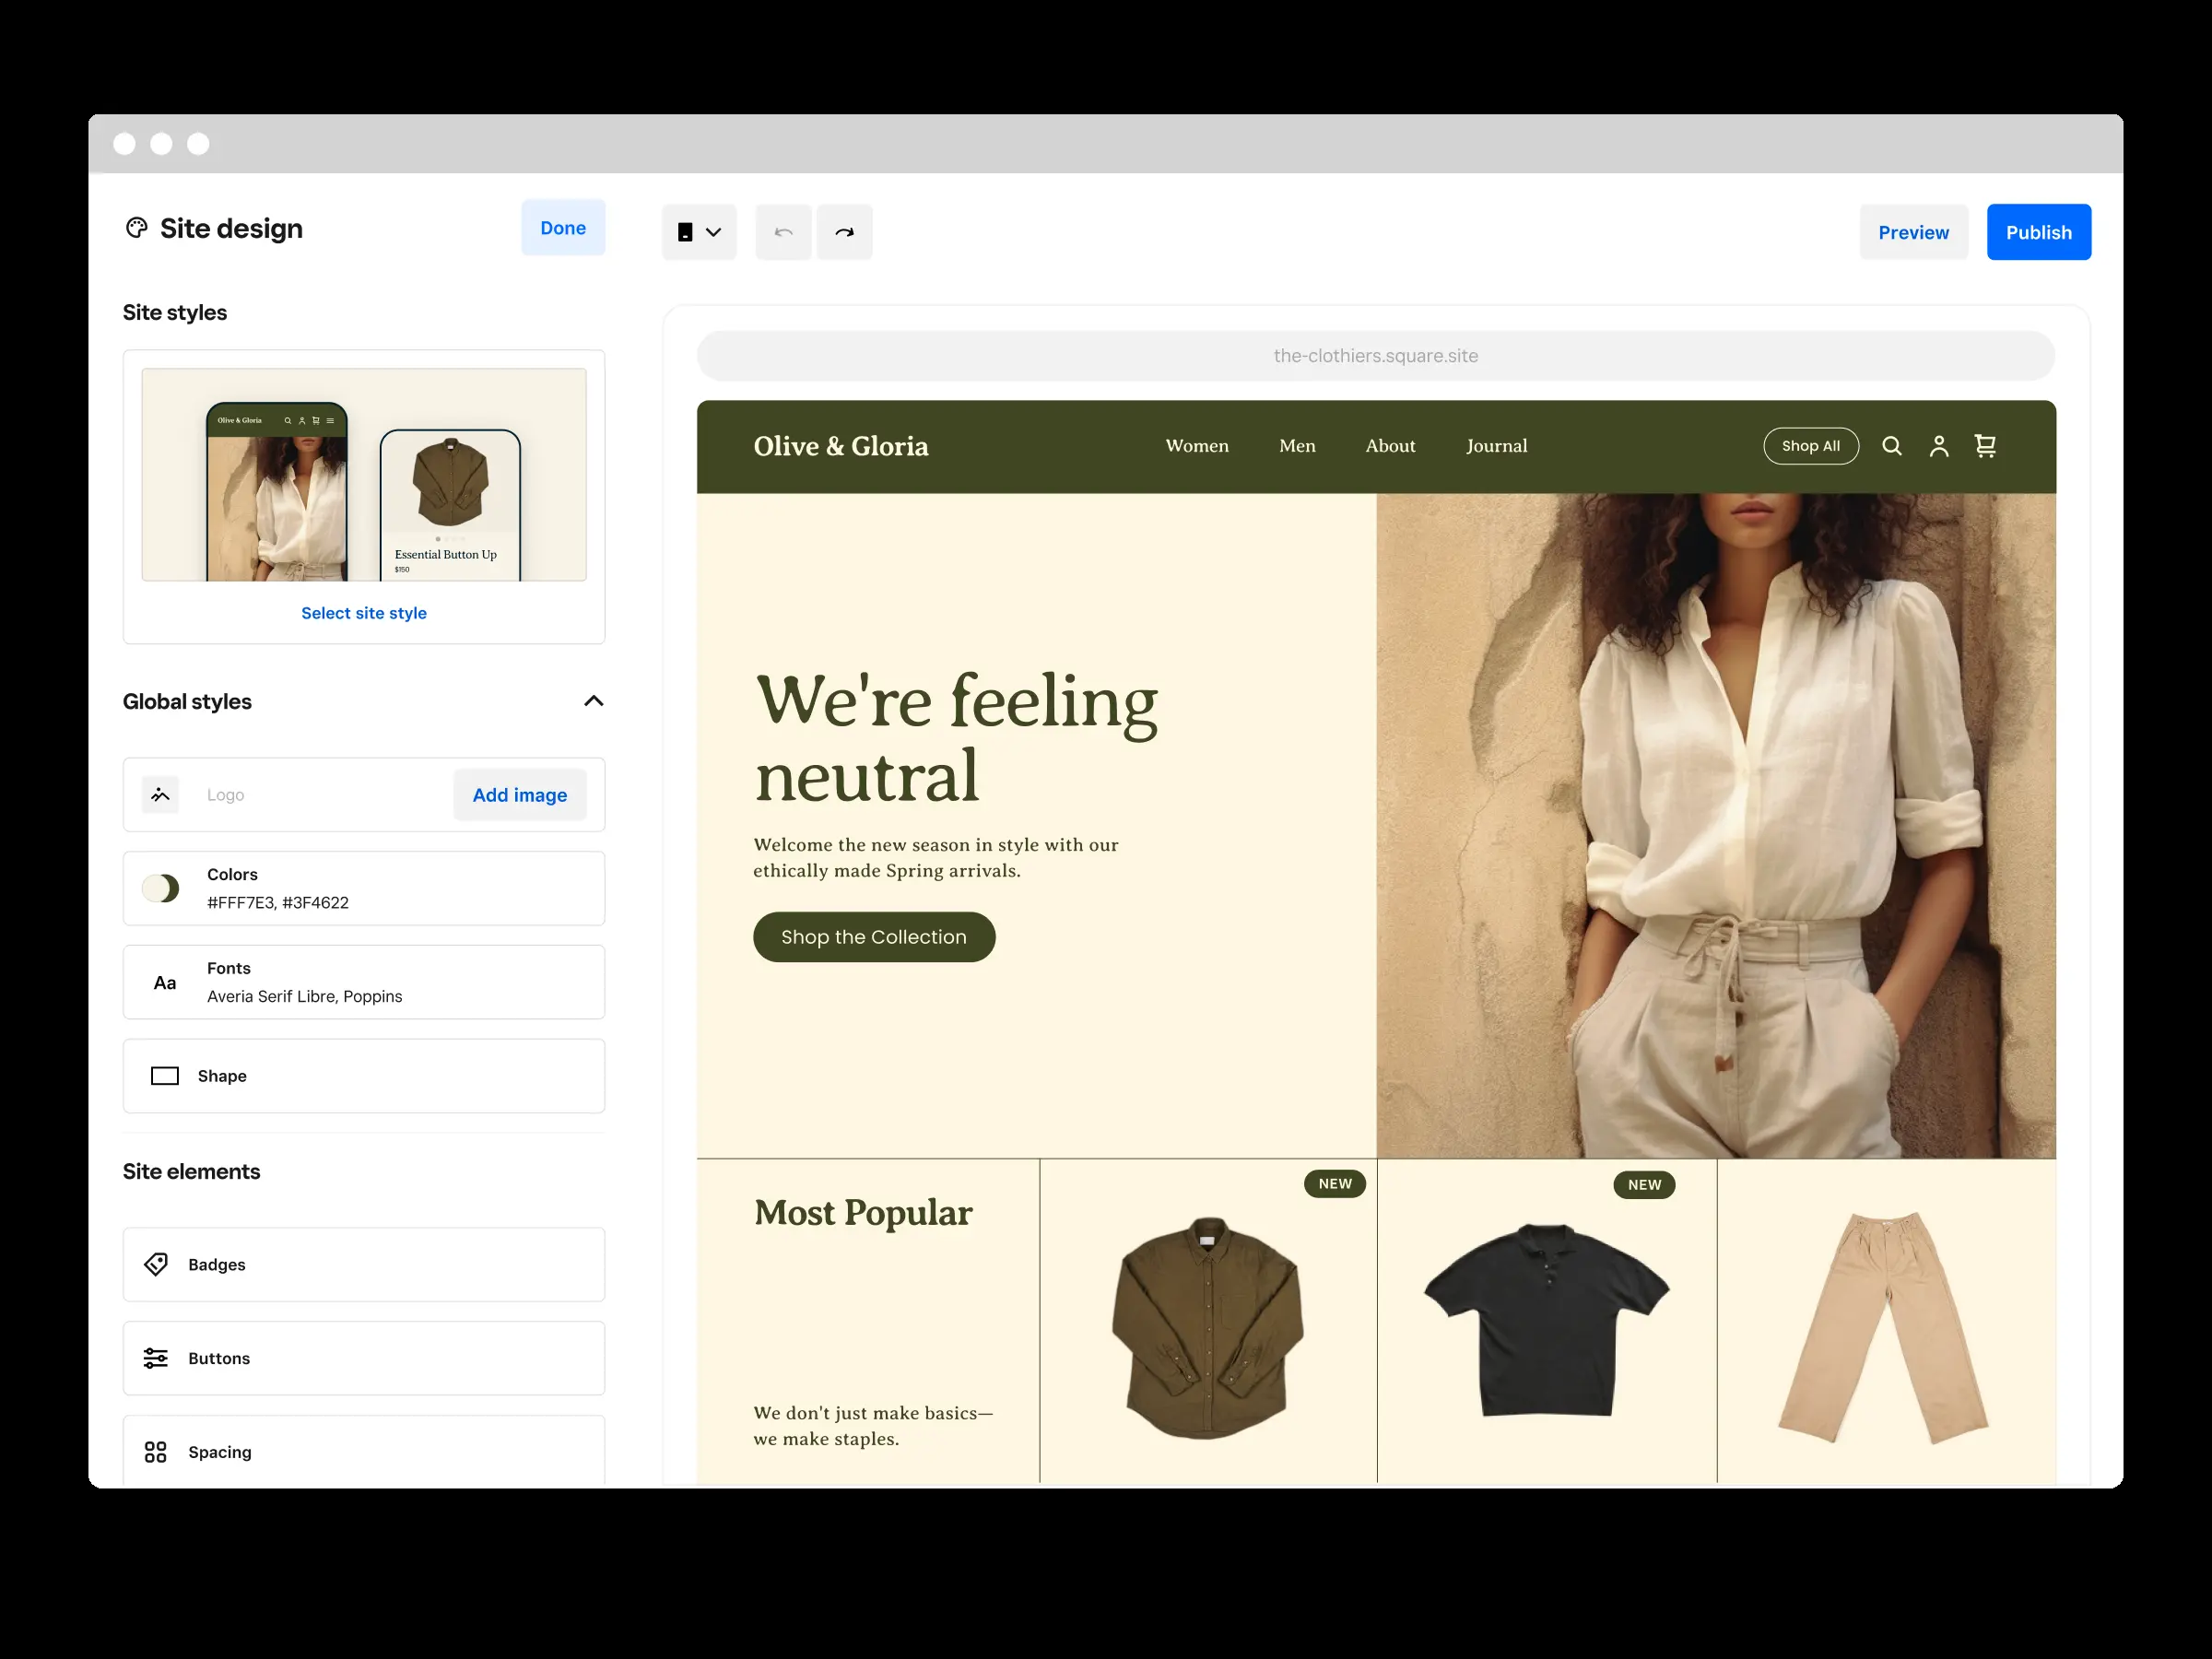 Site design
Done
Preview
Publish
Site styles
Olive & Gloria
Essential Button Up
$150
Select site style
Global styles
Logo
Add image
Colors
#FFF7E3, #3F4622
Aa
Fonts
Averia Serif Libre, Poppins
Shape
Site elements
Badges
Buttons
Spacing
the-clothiers.square.site
Olive & Gloria
Women
Men
About
Journal
Shop All
We're feeling
neutral
Welcome the new season in style with our
ethically made Spring arrivals.
Shop the Collection
Most Popular
We don't just make basics—
we make staples.
NEW
NEW